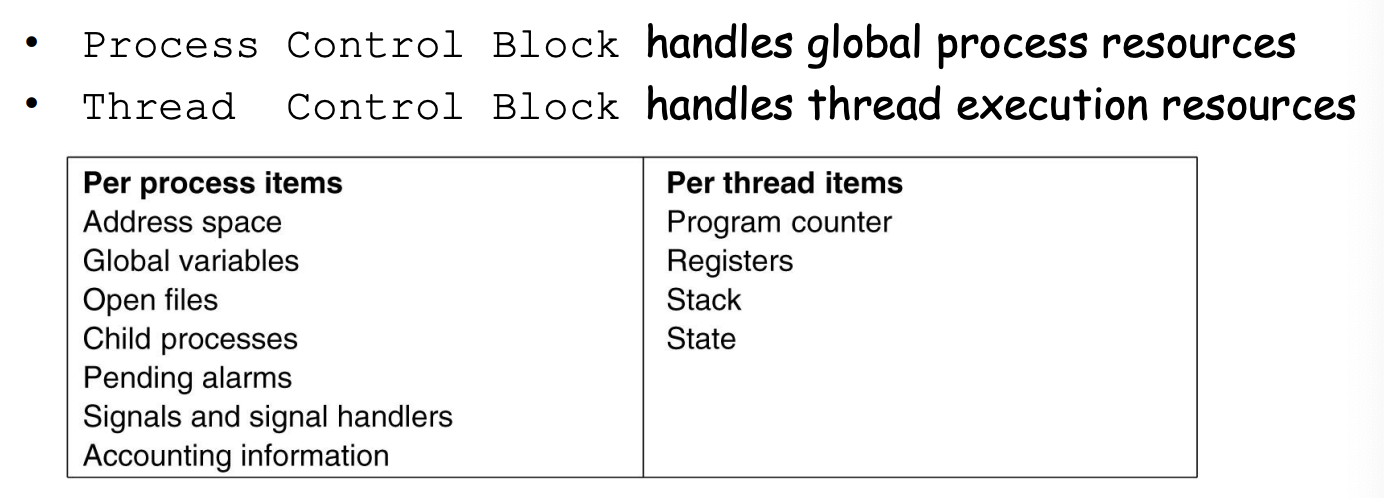 • Process Control Block handles global process resources
• Thread Control Block handles thread execution resources
Per process items
Address space
Global variables
Open files
Child processes
Pending alarms
Signals and signal handlers
Accounting information
Per thread items
Program counter
Registers
Stack
State